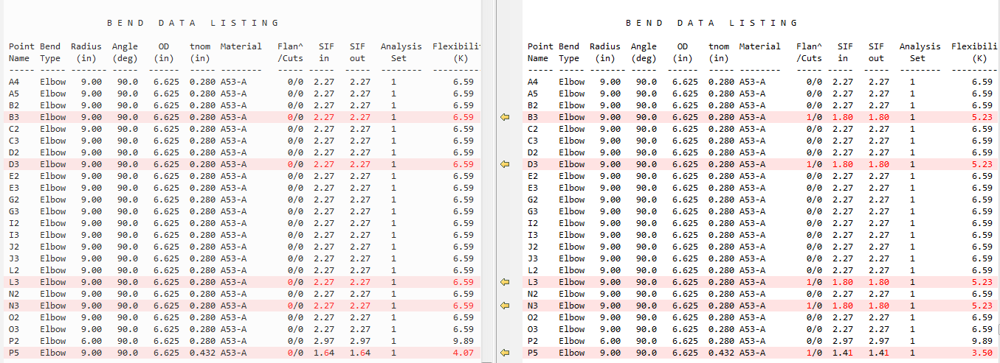 B E N D   D A T A   L I S T I N G
Point Bend Radius Angle OD tnom Material Flan^ SIF SIF Analysis Flexibili
Name Type (in) (deg) (in) (in) /Cuts in out Set (K)
----- ----- ------- ------ ------ ----- -------- ----- ----- ----- -------- ---------
A4 Elbow 9.00 90.0 6.625 0.280 A53-A 0/0 2.27 2.27 1 6.59
A5 Elbow 9.00 90.0 6.625 0.280 A53-A 0/0 2.27 2.27 1 6.59
B2 Elbow 9.00 90.0 6.625 0.280 A53-A 0/0 2.27 2.27 1 6.59
B3 Elbow 9.00 90.0 6.625 0.280 A53-A 0/0 2.27 2.27 1 6.59
C2 Elbow 9.00 90.0 6.625 0.280 A53-A 0/0 2.27 2.27 1 6.59
C3 Elbow 9.00 90.0 6.625 0.280 A53-A 0/0 2.27 2.27 1 6.59
D2 Elbow 9.00 90.0 6.625 0.280 A53-A 0/0 2.27 2.27 1 6.59
D3 Elbow 9.00 90.0 6.625 0.280 A53-A 0/0 2.27 2.27 1 6.59
E2 Elbow 9.00 90.0 6.625 0.280 A53-A 0/0 2.27 2.27 1 6.59
E3 Elbow 9.00 90.0 6.625 0.280 A53-A 0/0 2.27 2.27 1 6.59
G2 Elbow 9.00 90.0 6.625 0.280 A53-A 0/0 2.27 2.27 1 6.59
G3 Elbow 9.00 90.0 6.625 0.280 A53-A 0/0 2.27 2.27 1 6.59
I2 Elbow 9.00 90.0 6.625 0.280 A53-A 0/0 2.27 2.27 1 6.59
I3 Elbow 9.00 90.0 6.625 0.280 A53-A 0/0 2.27 2.27 1 6.59
J2 Elbow 9.00 90.0 6.625 0.280 A53-A 0/0 2.27 2.27 1 6.59
J3 Elbow 9.00 90.0 6.625 0.280 A53-A 0/0 2.27 2.27 1 6.59
L2 Elbow 9.00 90.0 6.625 0.280 A53-A 0/0 2.27 2.27 1 6.59
L3 Elbow 9.00 90.0 6.625 0.280 A53-A 0/0 2.27 2.27 1 6.59
N2 Elbow 9.00 90.0 6.625 0.280 A53-A 0/0 2.27 2.27 1 6.59
N3 Elbow 9.00 90.0 6.625 0.280 A53-A 0/0 2.27 2.27 1 6.59
O2 Elbow 9.00 90.0 6.625 0.280 A53-A 0/0 2.27 2.27 1 6.59
O3 Elbow 9.00 90.0 6.625 0.280 A53-A 0/0 2.27 2.27 1 6.59
P2 Elbow 6.00 90.0 6.625 0.280 A53-A 0/0 2.97 2.97 1 9.89
P5 Elbow 9.00 90.0 6.625 0.432 A53-A 0/0 1.64 1.64 1 4.07
B E N D   D A T A   L I S T I N G
Point Bend Radius Angle OD tnom Material Flan^ SIF SIF Analysis Flexibili
Name Type (in) (deg) (in) (in) /Cuts in out Set (K)
----- ----- ------- ------ ------ ----- -------- ----- ----- ----- -------- ---------
A4 Elbow 9.00 90.0 6.625 0.280 A53-A 0/0 2.27 2.27 1 6.59
A5 Elbow 9.00 90.0 6.625 0.280 A53-A 0/0 2.27 2.27 1 6.59
B2 Elbow 9.00 90.0 6.625 0.280 A53-A 0/0 2.27 2.27 1 6.59
B3 Elbow 9.00 90.0 6.625 0.280 A53-A 1/0 1.80 1.80 1 5.23
C2 Elbow 9.00 90.0 6.625 0.280 A53-A 0/0 2.27 2.27 1 6.59
C3 Elbow 9.00 90.0 6.625 0.280 A53-A 0/0 2.27 2.27 1 6.59
D2 Elbow 9.00 90.0 6.625 0.280 A53-A 0/0 2.27 2.27 1 6.59
D3 Elbow 9.00 90.0 6.625 0.280 A53-A 1/0 1.80 1.80 1 5.23
E2 Elbow 9.00 90.0 6.625 0.280 A53-A 0/0 2.27 2.27 1 6.59
E3 Elbow 9.00 90.0 6.625 0.280 A53-A 0/0 2.27 2.27 1 6.59
G2 Elbow 9.00 90.0 6.625 0.280 A53-A 0/0 2.27 2.27 1 6.59
G3 Elbow 9.00 90.0 6.625 0.280 A53-A 0/0 2.27 2.27 1 6.59
I2 Elbow 9.00 90.0 6.625 0.280 A53-A 0/0 2.27 2.27 1 6.59
I3 Elbow 9.00 90.0 6.625 0.280 A53-A 0/0 2.27 2.27 1 6.59
J2 Elbow 9.00 90.0 6.625 0.280 A53-A 0/0 2.27 2.27 1 6.59
J3 Elbow 9.00 90.0 6.625 0.280 A53-A 0/0 2.27 2.27 1 6.59
L2 Elbow 9.00 90.0 6.625 0.280 A53-A 0/0 2.27 2.27 1 6.59
L3 Elbow 9.00 90.0 6.625 0.280 A53-A 1/0 1.80 1.80 1 5.23
N2 Elbow 9.00 90.0 6.625 0.280 A53-A 0/0 2.27 2.27 1 6.59
N3 Elbow 9.00 90.0 6.625 0.280 A53-A 1/0 1.80 1.80 1 5.23
O2 Elbow 9.00 90.0 6.625 0.280 A53-A 0/0 2.27 2.27 1 6.59
O3 Elbow 9.00 90.0 6.625 0.280 A53-A 0/0 2.27 2.27 1 6.59
P2 Elbow 6.00 90.0 6.625 0.280 A53-A 0/0 2.97 2.97 1 9.89
P5 Elbow 9.00 90.0 6.625 0.432 A53-A 1/0 1.41 1.41 1 3.50